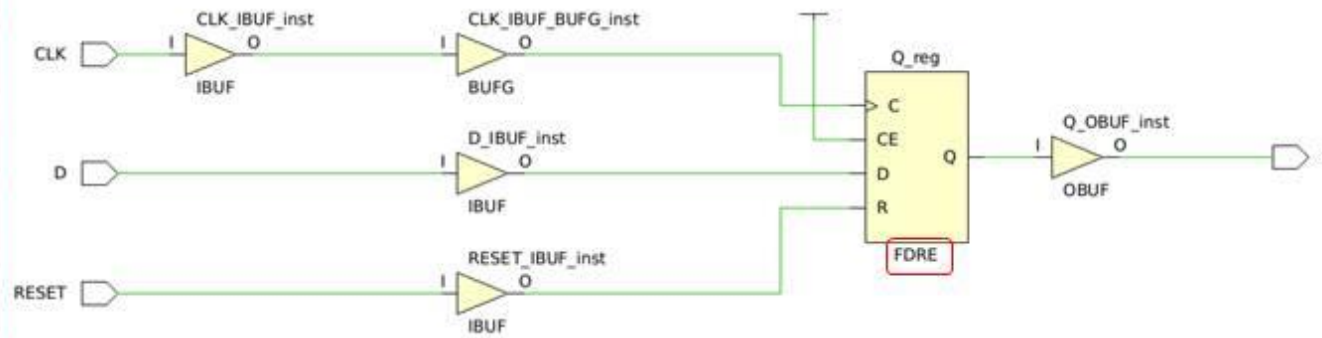 CLK_IBUF_inst
CLK
I
O
IBUF
CLK_IBUF_BUFG_inst
I
O
BUFG
D_IBUF_inst
D
I
O
IBUF
RESET_IBUF_inst
RESET
I
O
IBUF
Q_reg
C
CE
D
R
Q
FDRE
Q_OBUF_inst
I
O
OBUF